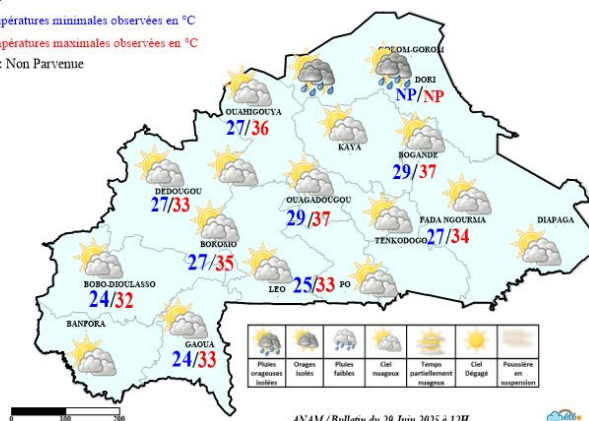 pératures minimales observées en °C
pératures maximales observées en °C
: Non Parvenue
GOROM-GOROM
DORI
NP/NP
OUAHIGOUYA
27/36
KAYA
BOGANDE
29/37
DEDOUGOU
27/33
OUAGADOUGOU
29/37
FADA NGOURMA
27/34
DIAPAGA
TENKODOGO
BOROMO
27/35
BOBO-DIOULASSO
24/32
LEO
25/33
PO
BANFORA
GAOUA
24/33
Pluies orageuses isolées
Orages isolés
Pluies faibles
Ciel nuageux
Temps partiellement nuageux
Ciel Dégagé
Poussière en suspension
0 100 200
ANAM / Bulletin du 29 Juin 2025 à 12H